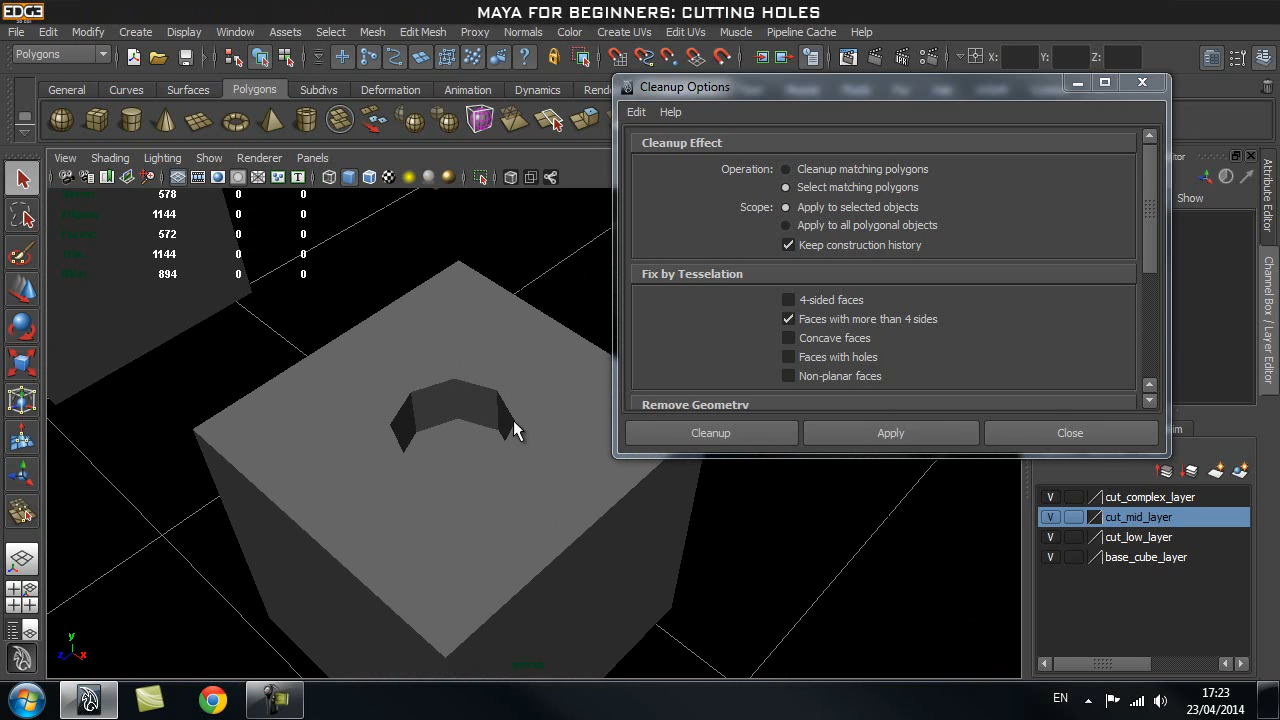 EDGE
3D DOJO
MAYA FOR BEGINNERS: CUTTING HOLES
File Edit Modify Create Display Window Assets Select Mesh Edit Mesh Proxy Normals Color Create UVs Edit UVs Muscle Pipeline Cache Help
Polygons
X: Y: Z:
General Curves Surfaces Polygons Subdivs Deformation Animation Dynamics
Cleanup Options
Edit Help
Cleanup Effect
Operation: Cleanup matching polygons
Select matching polygons
Scope: Apply to selected objects
Apply to all polygonal objects
Keep construction history
Fix by Tesselation
4-sided faces
Faces with more than 4 sides
Concave faces
Faces with holes
Non-planar faces
Remove Geometry
Cleanup Apply Close
View Shading Lighting Show Renderer Panels
578 0 0
1144 0 0
572 0 0
1144 0 0
894 0 0
Show
Attribute Editor
Channel Box / Layer Editor
cut_complex_layer
V cut_mid_layer
V cut_low_layer
V base_cube_layer
y
z x
EN
17:23
23/04/2014